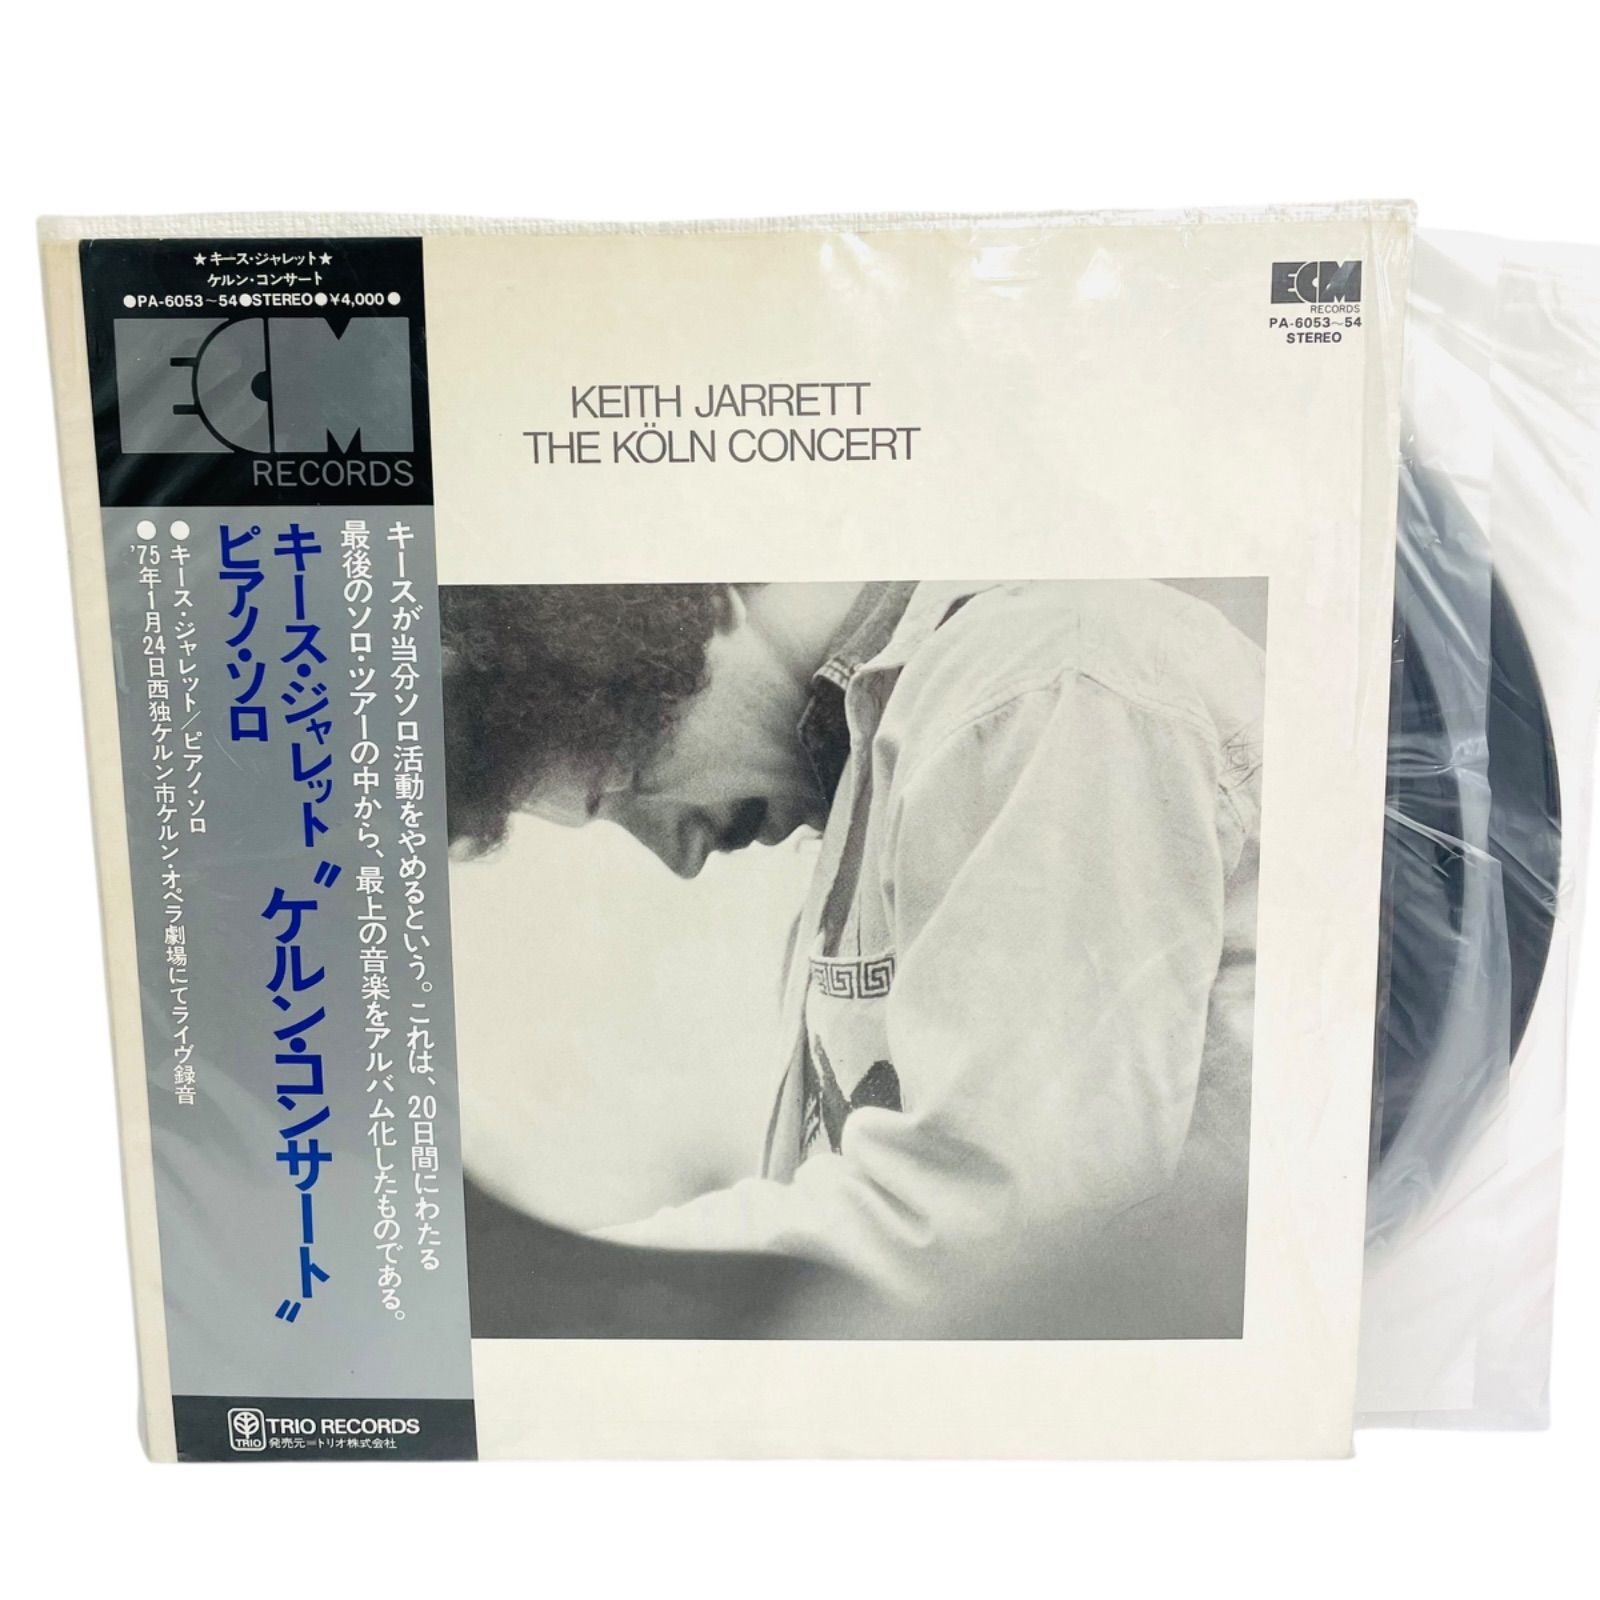 ★キース・ジャレット★
ケルン・コンサート
●PA-6053～54●STEREO●¥4,000●
ECM
RECORDS
キースが当分ソロ活動をやめるという。これは、20日間にわたる
最後のソロ・ツアーの中から、最上の音楽をアルバム化したものである。
キース・ジャレット〝ケルン・コンサート〟
ピアノ・ソロ
●キース・ジャレット／ピアノ・ソロ
●'75年1月24日西独ケルン市ケルン・オペラ劇場にてライヴ録音
TRIO
TRIO RECORDS
発売元＝トリオ株式会社
KEITH JARRETT
THE KÖLN CONCERT
ECM
RECORDS
PA-6053～54
STEREO